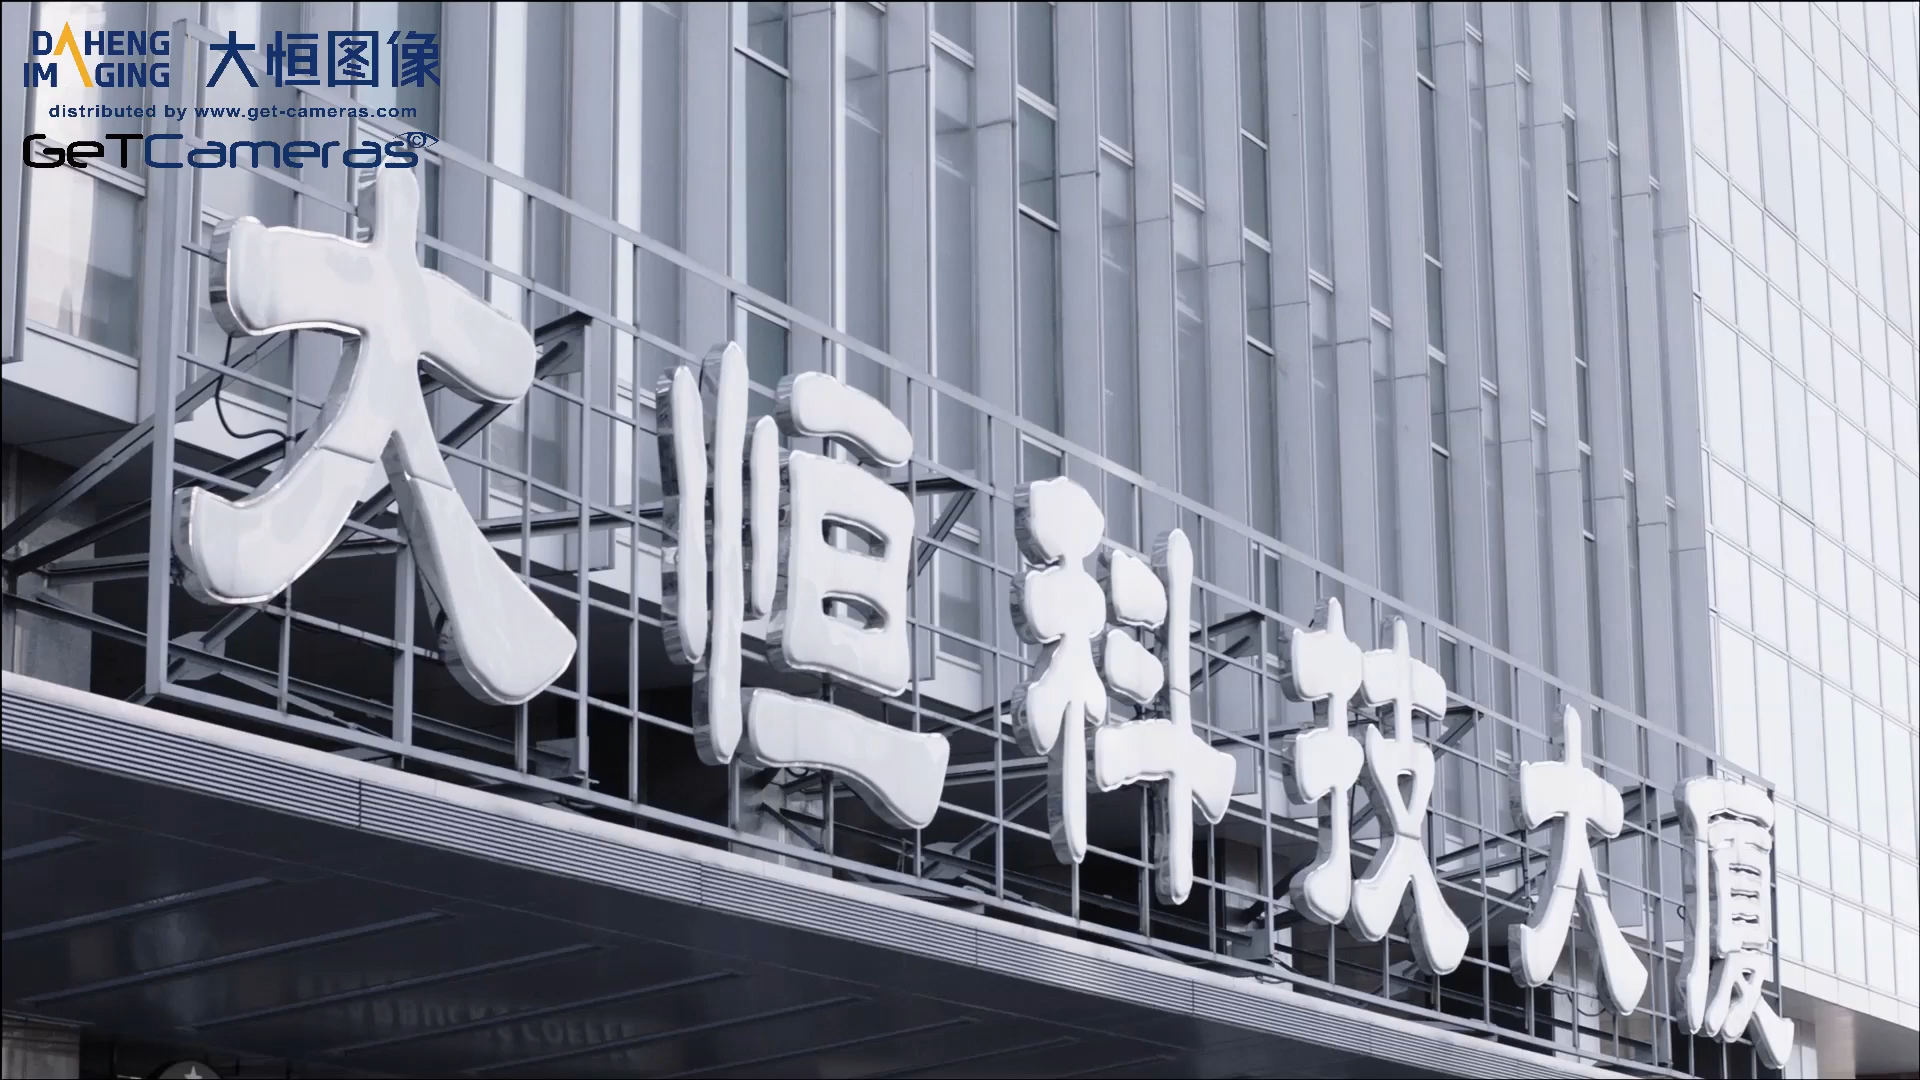 DAHENG IMAGING 大恒图像
distributed by www.get-cameras.com
GeTCameras
大恒科技大厦